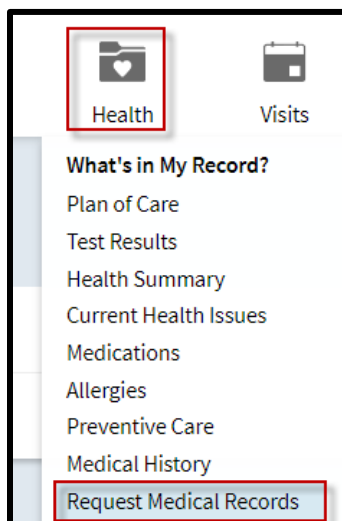 Health Visits
What's in My Record?
Plan of Care
Test Results
Health Summary
Current Health Issues
Medications
Allergies
Preventive Care
Medical History
Request Medical Records